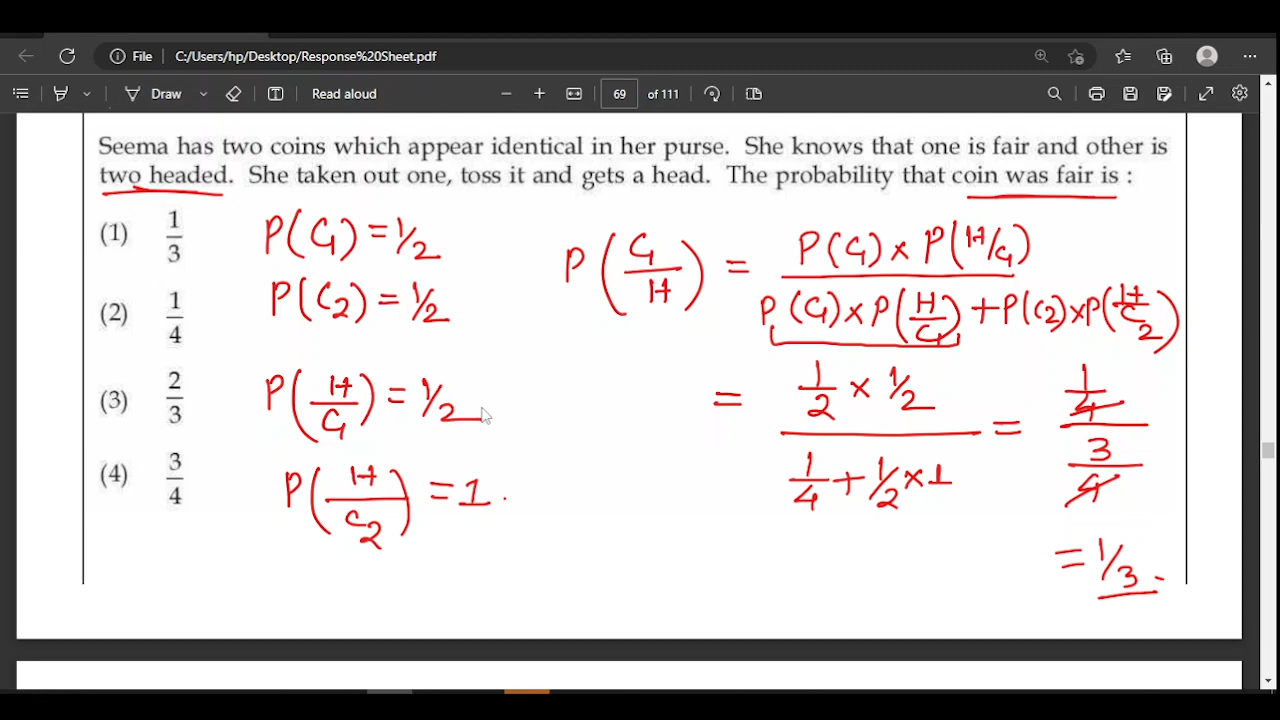 File C:/Users/hp/Desktop/Response%20Sheet.pdf
Draw Read aloud 69 of 111
Seema has two coins which appear identical in her purse. She knows that one is fair and other is
two headed. She taken out one, toss it and gets a head. The probability that coin was fair is :
(1) 1/3
(2) 1/4
(3) 2/3
(4) 3/4
P(C1) = 1/2
P(C2) = 1/2
P(H/C1) = 1/2
P(H/C2) = 1.
P(C1/H) = P(C1) × P(H/C1)
P(C1) × P(H/C1) + P(C2) × P(H/C2)
= 1/2 × 1/2
1/4 + 1/2 × 1
= 1/4
3/4
= 1/3.